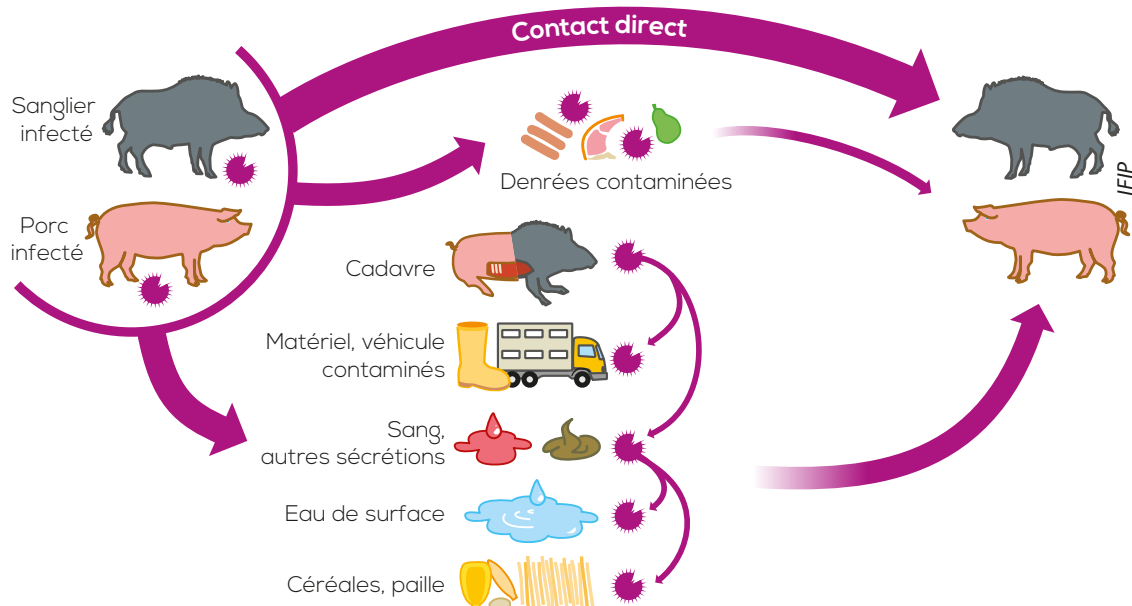 Contact direct
Sanglier
infecté
Porc
infecté
Denrées contaminées
IFIP
Cadavre
Matériel, véhicule
contaminés
Sang,
autres sécrétions
Eau de surface
Céréales, paille